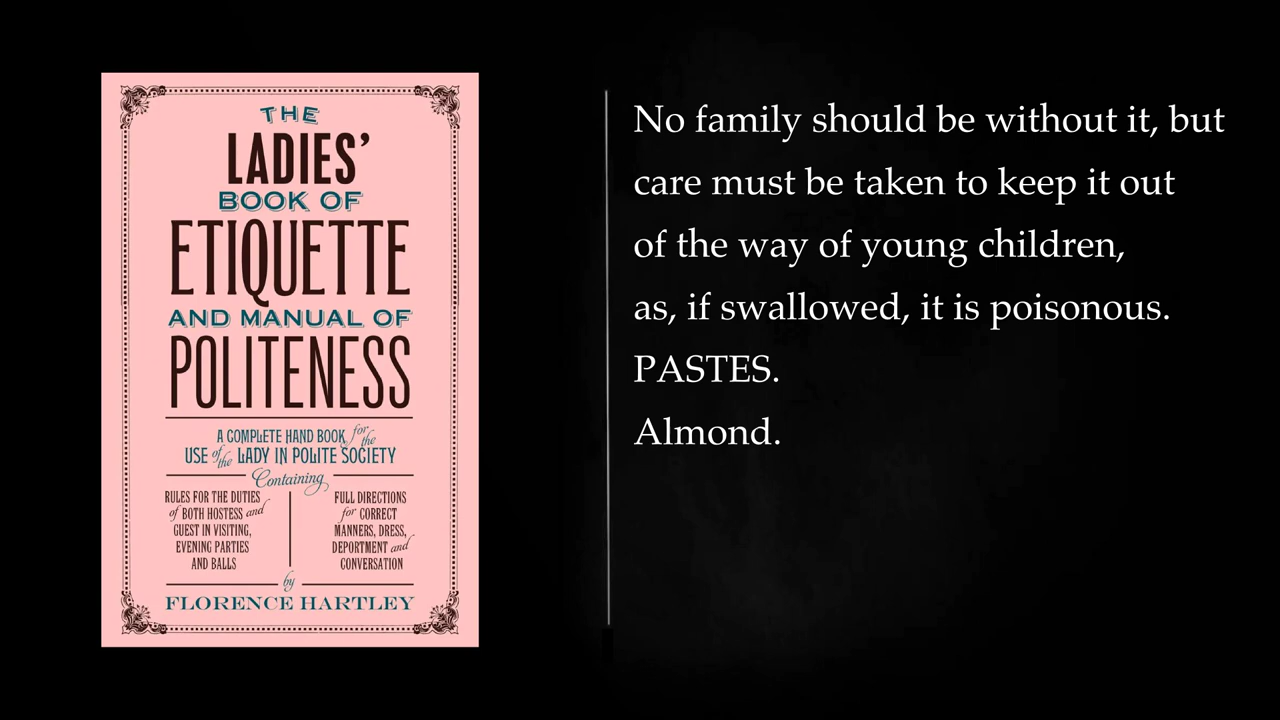 THE
LADIES'
BOOK OF
ETIQUETTE
AND MANUAL OF
POLITENESS
A COMPLETE HAND BOOK for the
USE of the LADY IN POLITE SOCIETY
Containing
RULES FOR THE DUTIES
of BOTH HOSTESS and
GUEST IN VISITING,
EVENING PARTIES
AND BALLS
FULL DIRECTIONS
for CORRECT
MANNERS, DRESS,
DEPORTMENT and
CONVERSATION
by
FLORENCE HARTLEY
No family should be without it, but
care must be taken to keep it out
of the way of young children,
as, if swallowed, it is poisonous.
PASTES.
Almond.